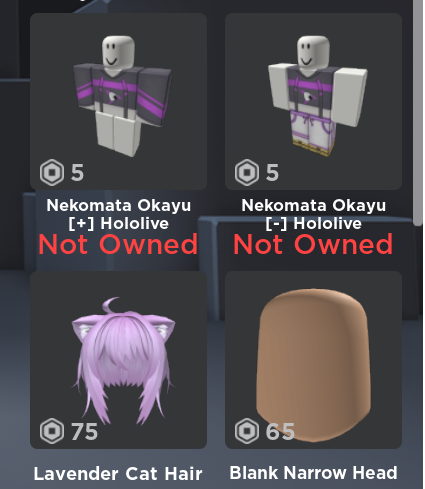 5
5
Nekomata Okayu
[+] Hololive
Not Owned
Nekomata Okayu
[-] Hololive
Not Owned
75
65
Lavender Cat Hair
Blank Narrow Head